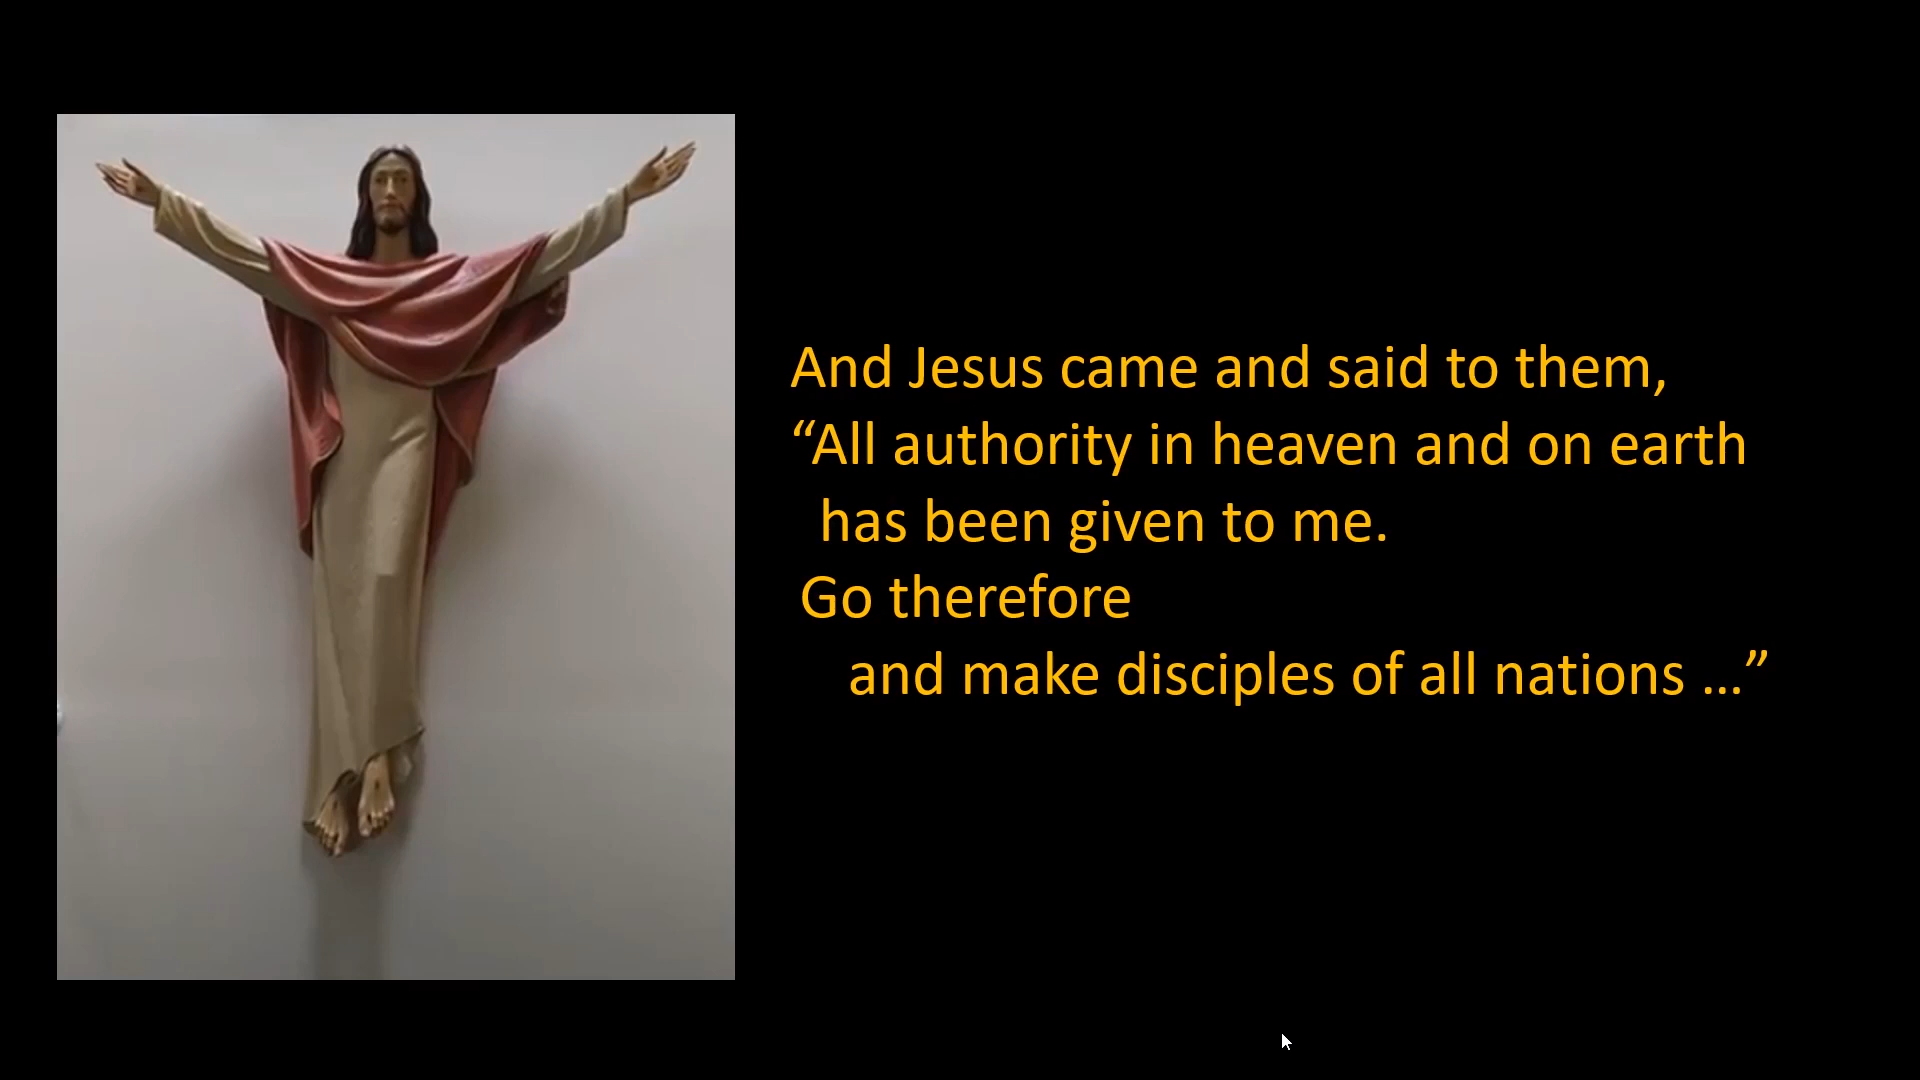 And Jesus came and said to them,
“All authority in heaven and on earth
has been given to me.
Go therefore
and make disciples of all nations …”